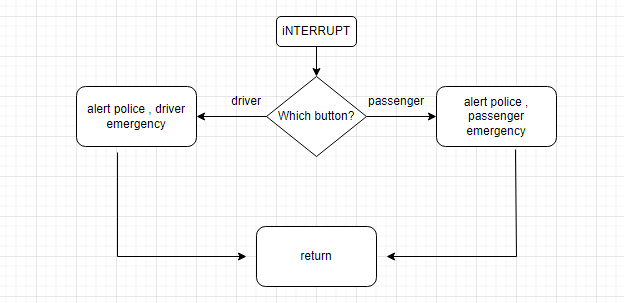 iNTERRUPT
driver
passenger
alert police , driver
emergency
Which button?
alert police ,
passenger
emergency
return